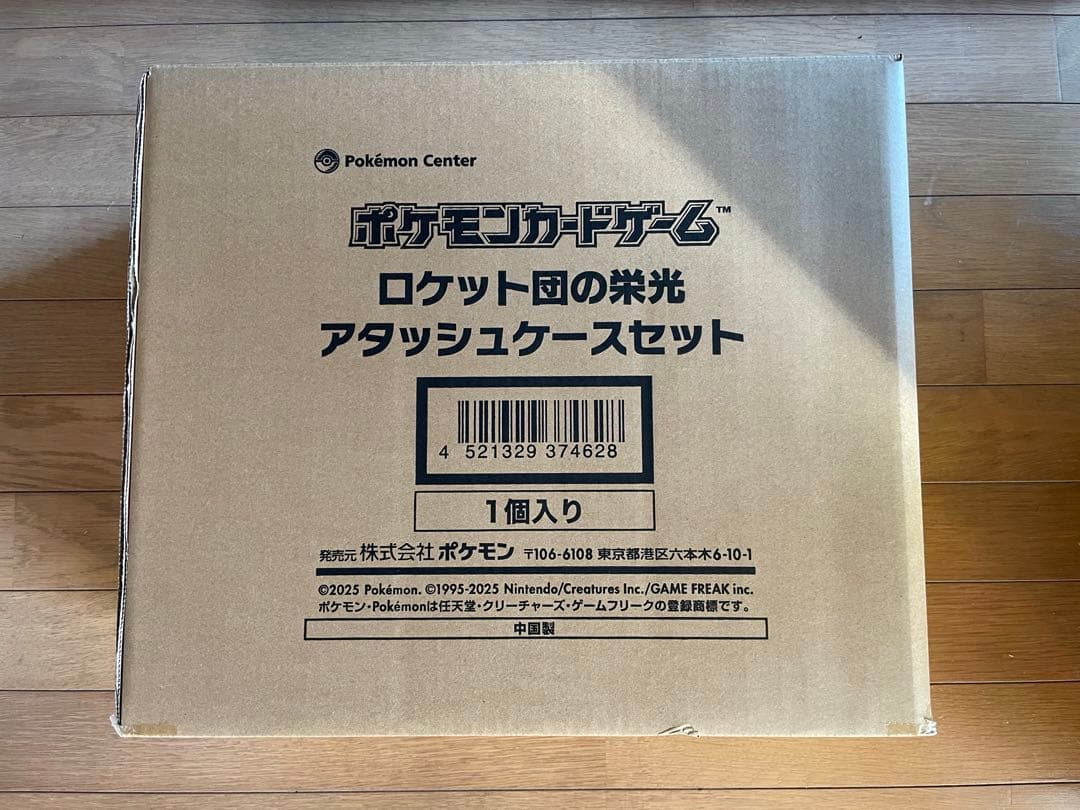 Pokémon Center
ポケモンカードゲーム™
ロケット団の栄光
アタッシュケースセット
4 521329 374628
1個入り
発売元 株式会社 ポケモン 〒106-6108 東京都港区六本木6-10-1
©2025 Pokémon. ©1995-2025 Nintendo/Creatures Inc./GAME FREAK inc.
ポケモン・Pokémonは任天堂・クリーチャーズ・ゲームフリークの登録商標です。
中国製